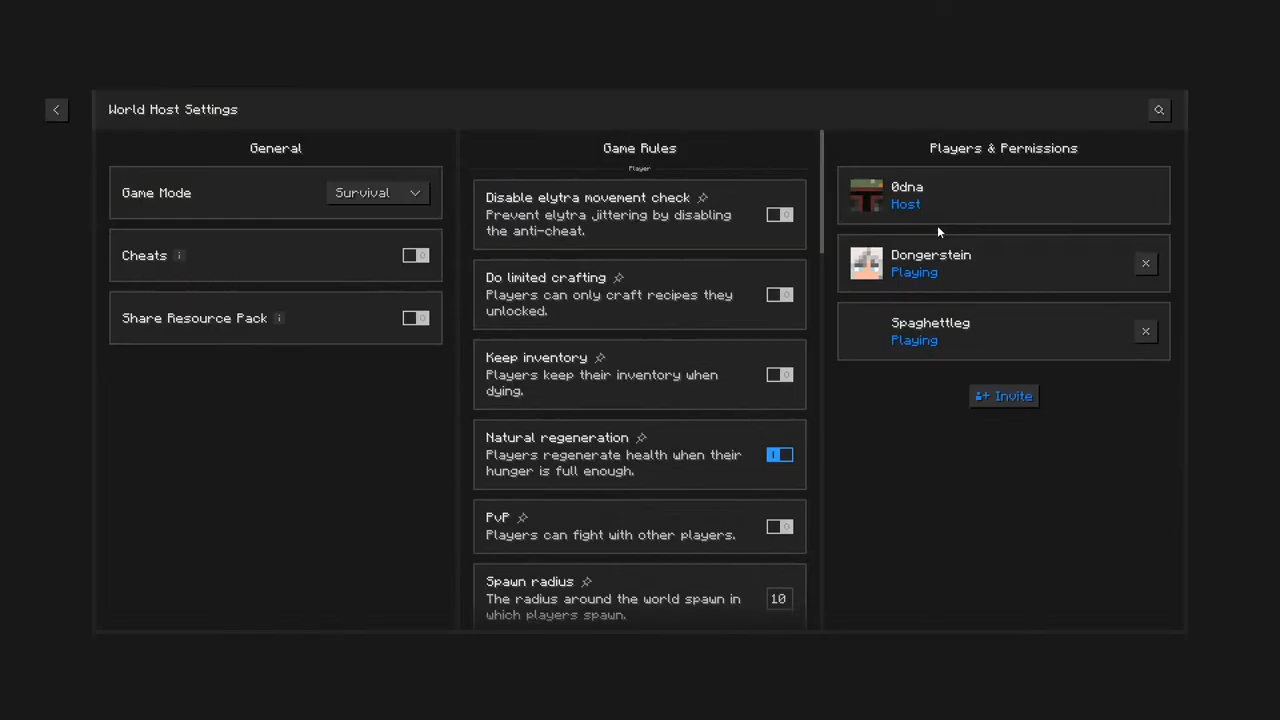 World Host Settings
General
Game Mode
Survival
Cheats
Share Resource Pack
Game Rules
Player
Disable elytra movement check
Prevent elytra jittering by disabling
the anti-cheat.
Do limited crafting
Players can only craft recipes they
unlocked.
Keep inventory
Players keep their inventory when
dying.
Natural regeneration
Players regenerate health when their
hunger is full enough.
PvP
Players can fight with other players.
Spawn radius
The radius around the world spawn in
which players spawn.
10
Players & Permissions
0dna
Host
Dongerstein
Playing
Spaghettleg
Playing
Invite